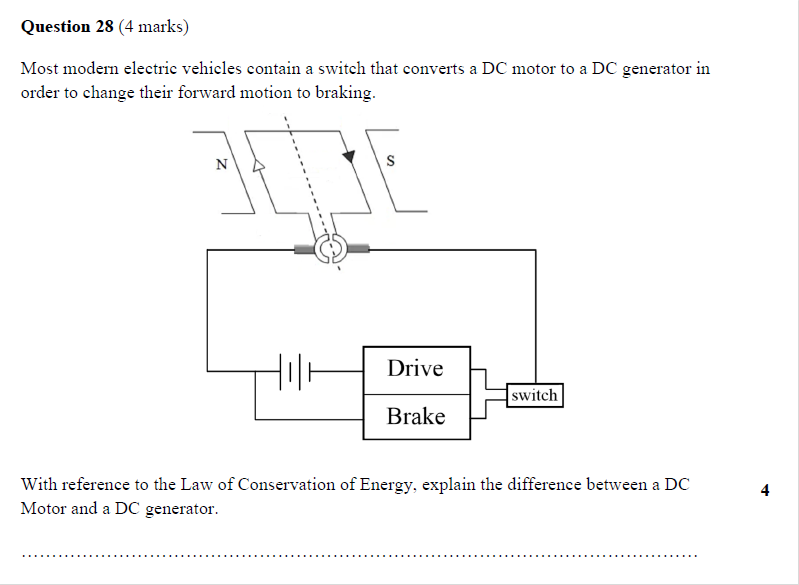 Question 28 (4 marks)
Most modern electric vehicles contain a switch that converts a DC motor to a DC generator in
order to change their forward motion to braking.
N
S
Drive
switch
Brake
With reference to the Law of Conservation of Energy, explain the difference between a DC
4
Motor and a DC generator.